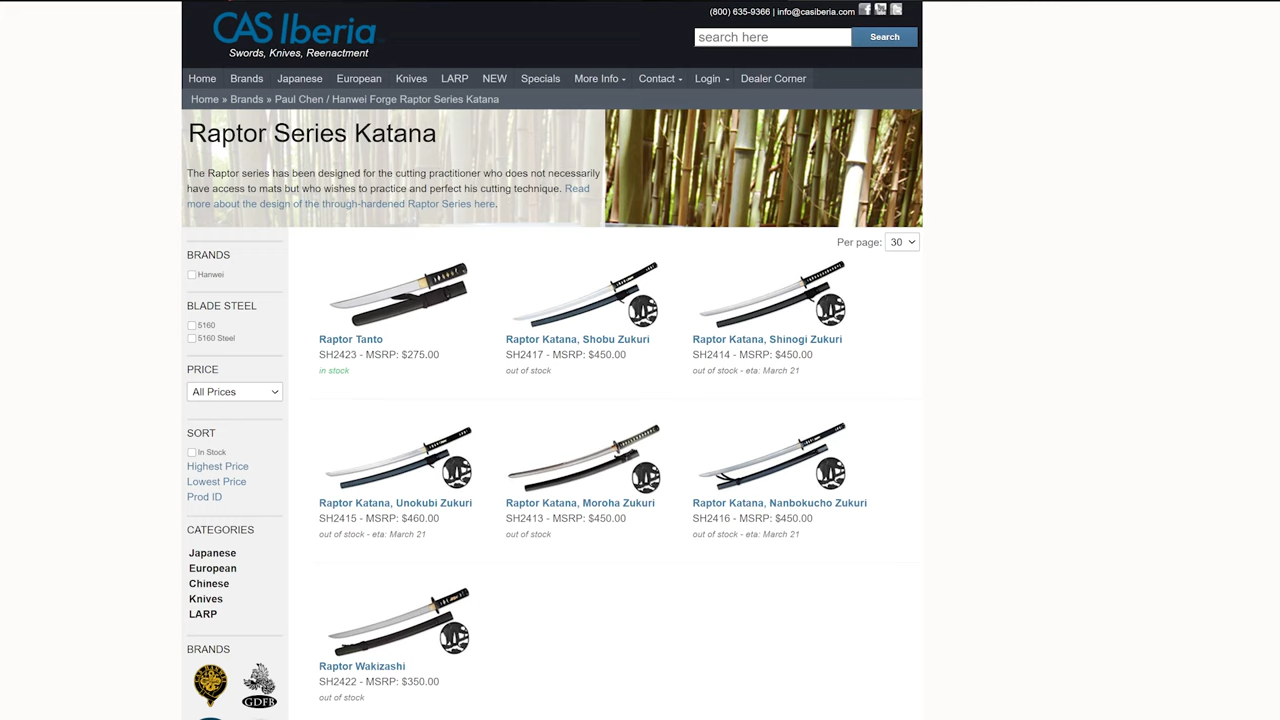 CAS Iberia
Swords, Knives, Reenactment
(800) 635-9366 | info@casiberia.com
search here
Search
Home Brands Japanese European Knives LARP NEW Specials More Info Contact Login Dealer Corner
Home » Brands » Paul Chen / Hanwei Forge Raptor Series Katana
Raptor Series Katana
The Raptor series has been designed for the cutting practitioner who does not necessarily
have access to mats but who wishes to practice and perfect his cutting technique. Read
more about the design of the through-hardened Raptor Series here.
BRANDS
Hanwei
BLADE STEEL
5160
5160 Steel
PRICE
All Prices
SORT
In Stock
Highest Price
Lowest Price
Prod ID
CATEGORIES
Japanese
European
Chinese
Knives
LARP
BRANDS
GDFB
Per page: 30
Raptor Tanto
SH2423 - MSRP: $275.00
in stock
Raptor Katana, Shobu Zukuri
SH2417 - MSRP: $450.00
out of stock
Raptor Katana, Shinogi Zukuri
SH2414 - MSRP: $450.00
out of stock - eta: March 21
Raptor Katana, Unokubi Zukuri
SH2415 - MSRP: $460.00
out of stock - eta: March 21
Raptor Katana, Moroha Zukuri
SH2413 - MSRP: $450.00
out of stock
Raptor Katana, Nanbokucho Zukuri
SH2416 - MSRP: $450.00
out of stock - eta: March 21
Raptor Wakizashi
SH2422 - MSRP: $350.00
out of stock